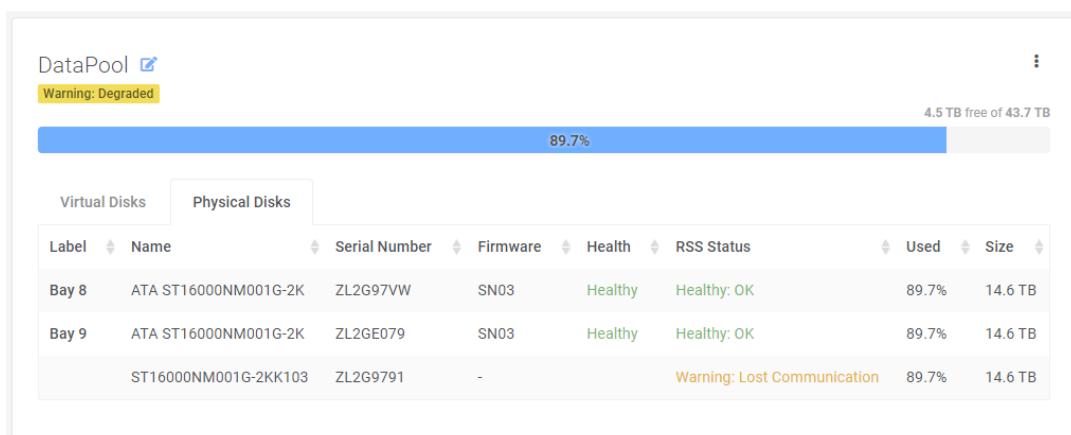 DataPool
Warning: Degraded
4.5 TB free of 43.7 TB
89.7%
Virtual Disks Physical Disks
Label Name Serial Number Firmware Health RSS Status Used Size
Bay 8 ATA ST16000NM001G-2K ZL2G97VW SN03 Healthy Healthy: OK 89.7% 14.6 TB
Bay 9 ATA ST16000NM001G-2K ZL2GE079 SN03 Healthy Healthy: OK 89.7% 14.6 TB
ST16000NM001G-2KK103 ZL2G9791 - Warning: Lost Communication 89.7% 14.6 TB